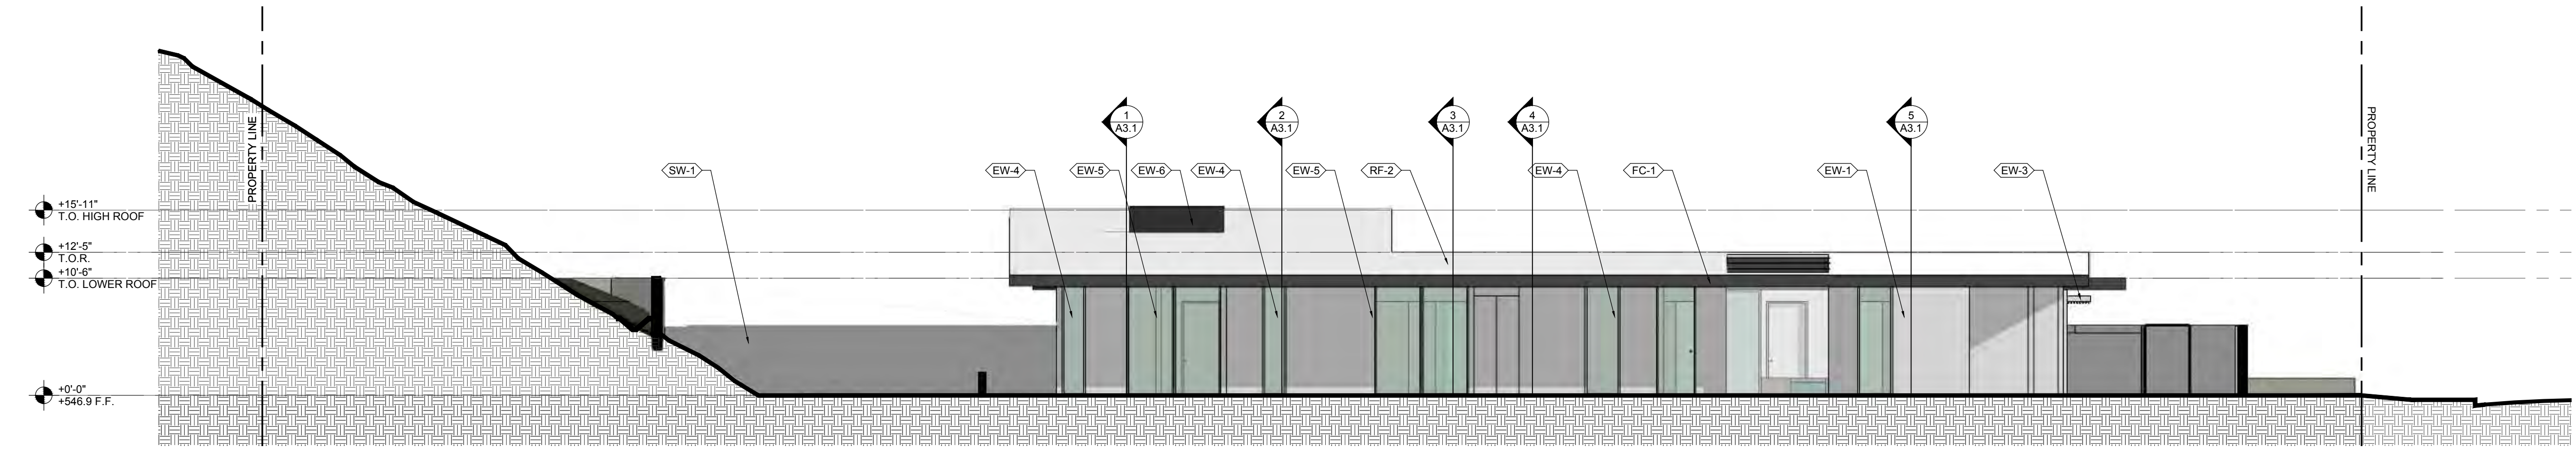 PROPERTY LINE
PROPERTY LINE
1
A3.1
2
A3.1
3
A3.1
4
A3.1
5
A3.1
SW-1
EW-4
EW-5
EW-6
EW-4
EW-5
RF-2
EW-4
FC-1
EW-1
EW-3
+15'-11"
T.O. HIGH ROOF
+12'-5"
T.O.R.
+10'-6"
T.O. LOWER ROOF
+0'-0"
+546.9 F.F.